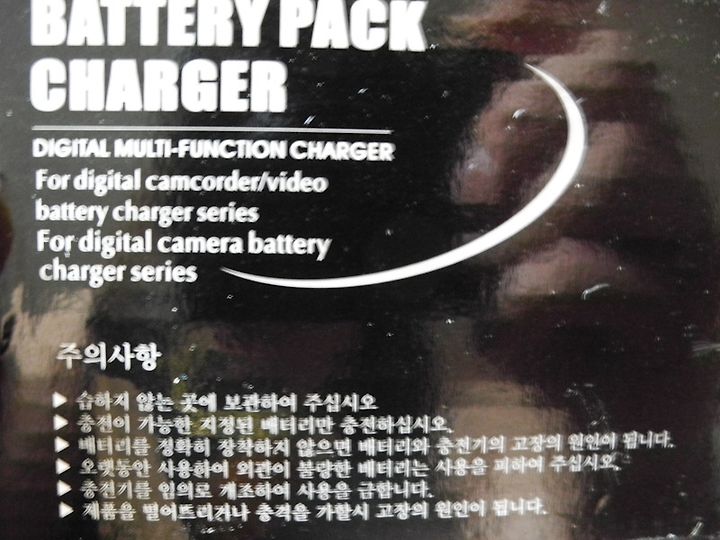 BATTERY PACK
CHARGER
DIGITAL MULTI-FUNCTION CHARGER
For digital camcorder/video
battery charger series
For digital camera battery
charger series
주의사항
▶ 습하지 않는 곳에 보관하여 주십시오
▶ 충전이 가능한 지정된 배터리만 충전하십시오.
▶ 배터리를 정확히 장착하지 않으면 배터리와 충전기의 고장의 원인이 됩니다.
▶ 오랫동안 사용하여 외관이 불량한 배터리는 사용을 피하여 주십시오.
▶ 충전기를 임의로 개조하여 사용을 금합니다.
▶ 제품을 떨어트리거나 충격을 가할시 고장의 원인이 됩니다.